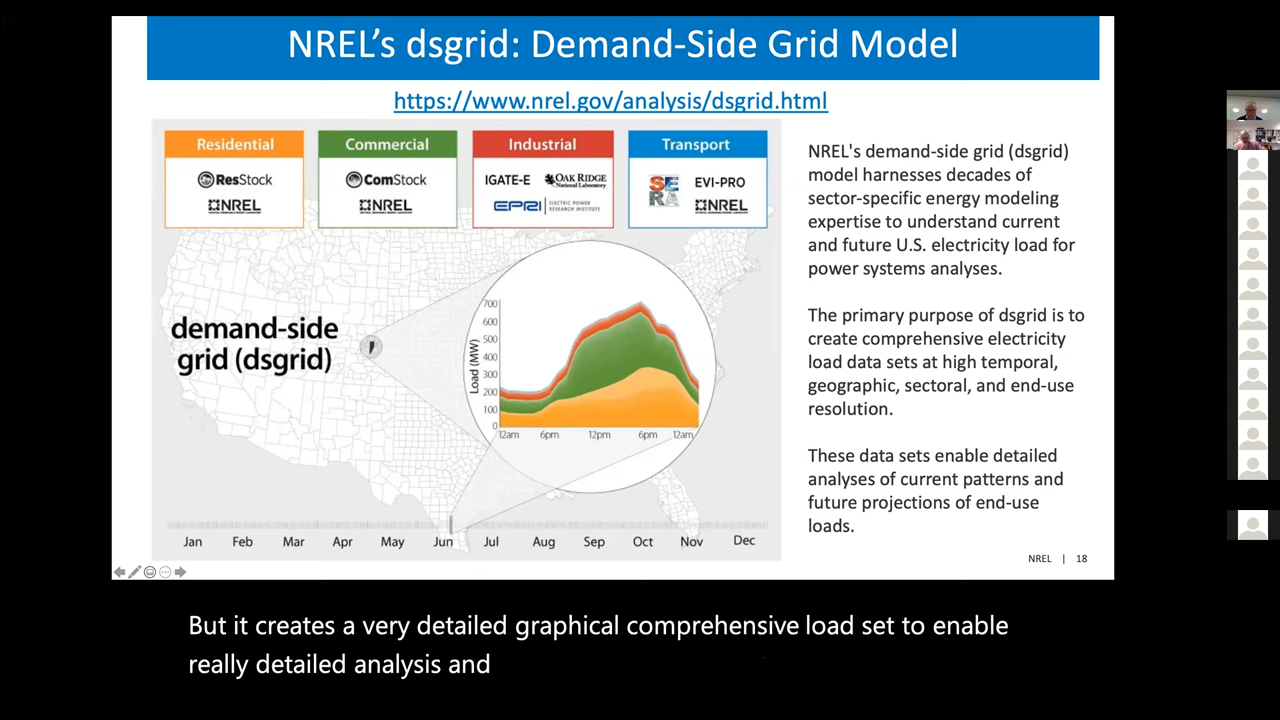 NREL's dsgrid: Demand-Side Grid Model
https://www.nrel.gov/analysis/dsgrid.html
Residential
ResStock
NREL
Commercial
ComStock
NREL
Industrial
IGATE-E
OAK RIDGE
National Laboratory
EPRI
ELECTRIC POWER
RESEARCH INSTITUTE
Transport
SERA
EVI-PRO
NREL
demand-side
grid (dsgrid)
Load (MW)
700
600
500
400
300
200
100
0
12am 6pm 12pm 6pm 12am
Jan Feb Mar Apr May Jun Jul Aug Sep Oct Nov Dec
NREL's demand-side grid (dsgrid)
model harnesses decades of
sector-specific energy modeling
expertise to understand current
and future U.S. electricity load for
power systems analyses.
The primary purpose of dsgrid is to
create comprehensive electricity
load data sets at high temporal,
geographic, sectoral, and end-use
resolution.
These data sets enable detailed
analyses of current patterns and
future projections of end-use
loads.
NREL | 18
But it creates a very detailed graphical comprehensive load set to enable
really detailed analysis and